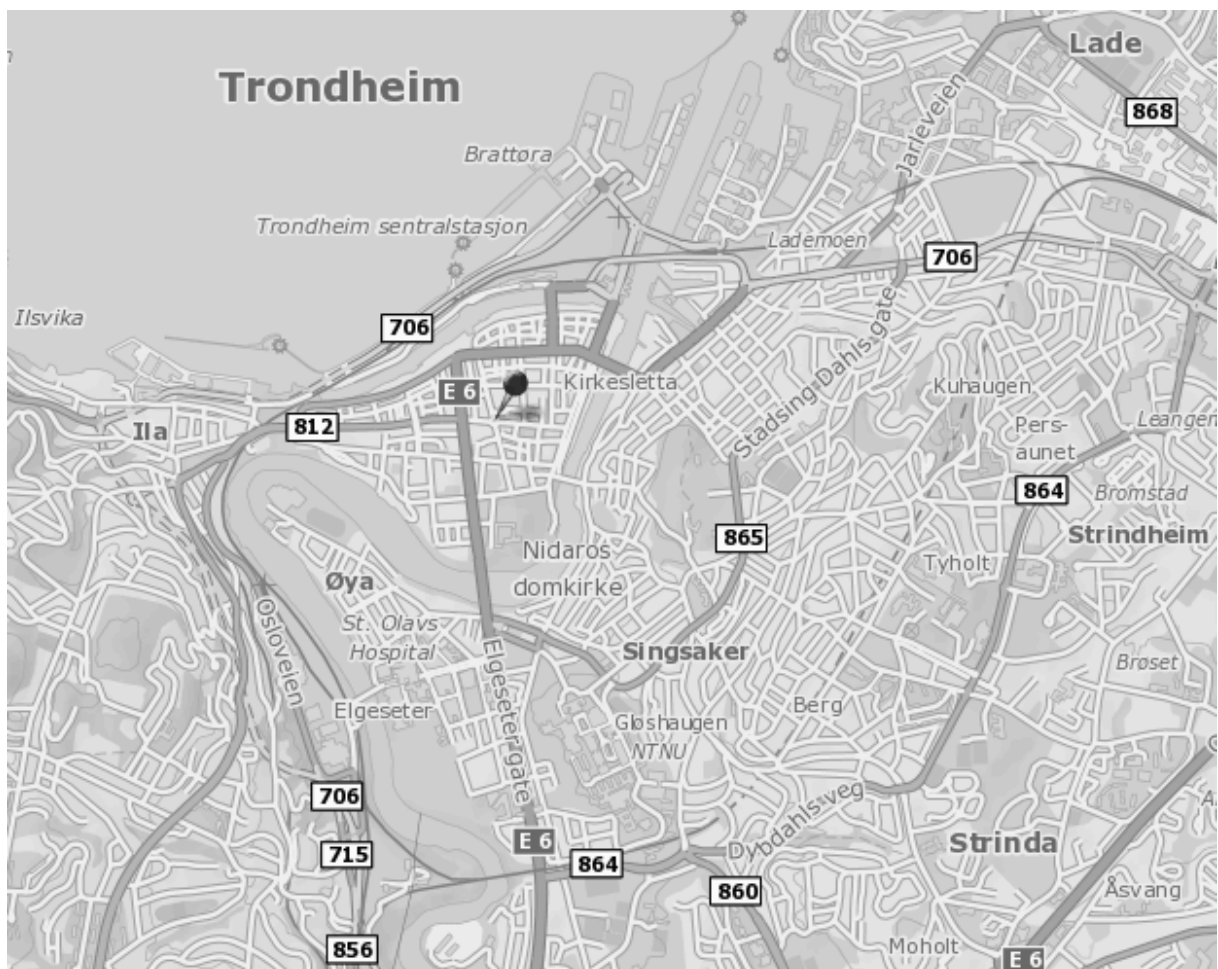 Lade
Trondheim
868
Jarleveien
Brattøra
Trondheim sentralstasjon
Lademoen
706
Ilsvika
706
Stadsing Dahls gate
Kirkesletta
Kuhaugen
E 6
812
Ila
Leangen
Pers-
aunet
864
Bromstad
865
Strindheim
Nidaros
domkirke
Tyholt
Øya
St. Olavs
Hospital
Osloveien
Singsaker
Elgeseter gate
Brøset
Elgeseter
Berg
Gløshaugen
NTNU
706
Dybdahls veg
E 6
Strinda
715
864
860
Åsvang
856
Moholt
E 6